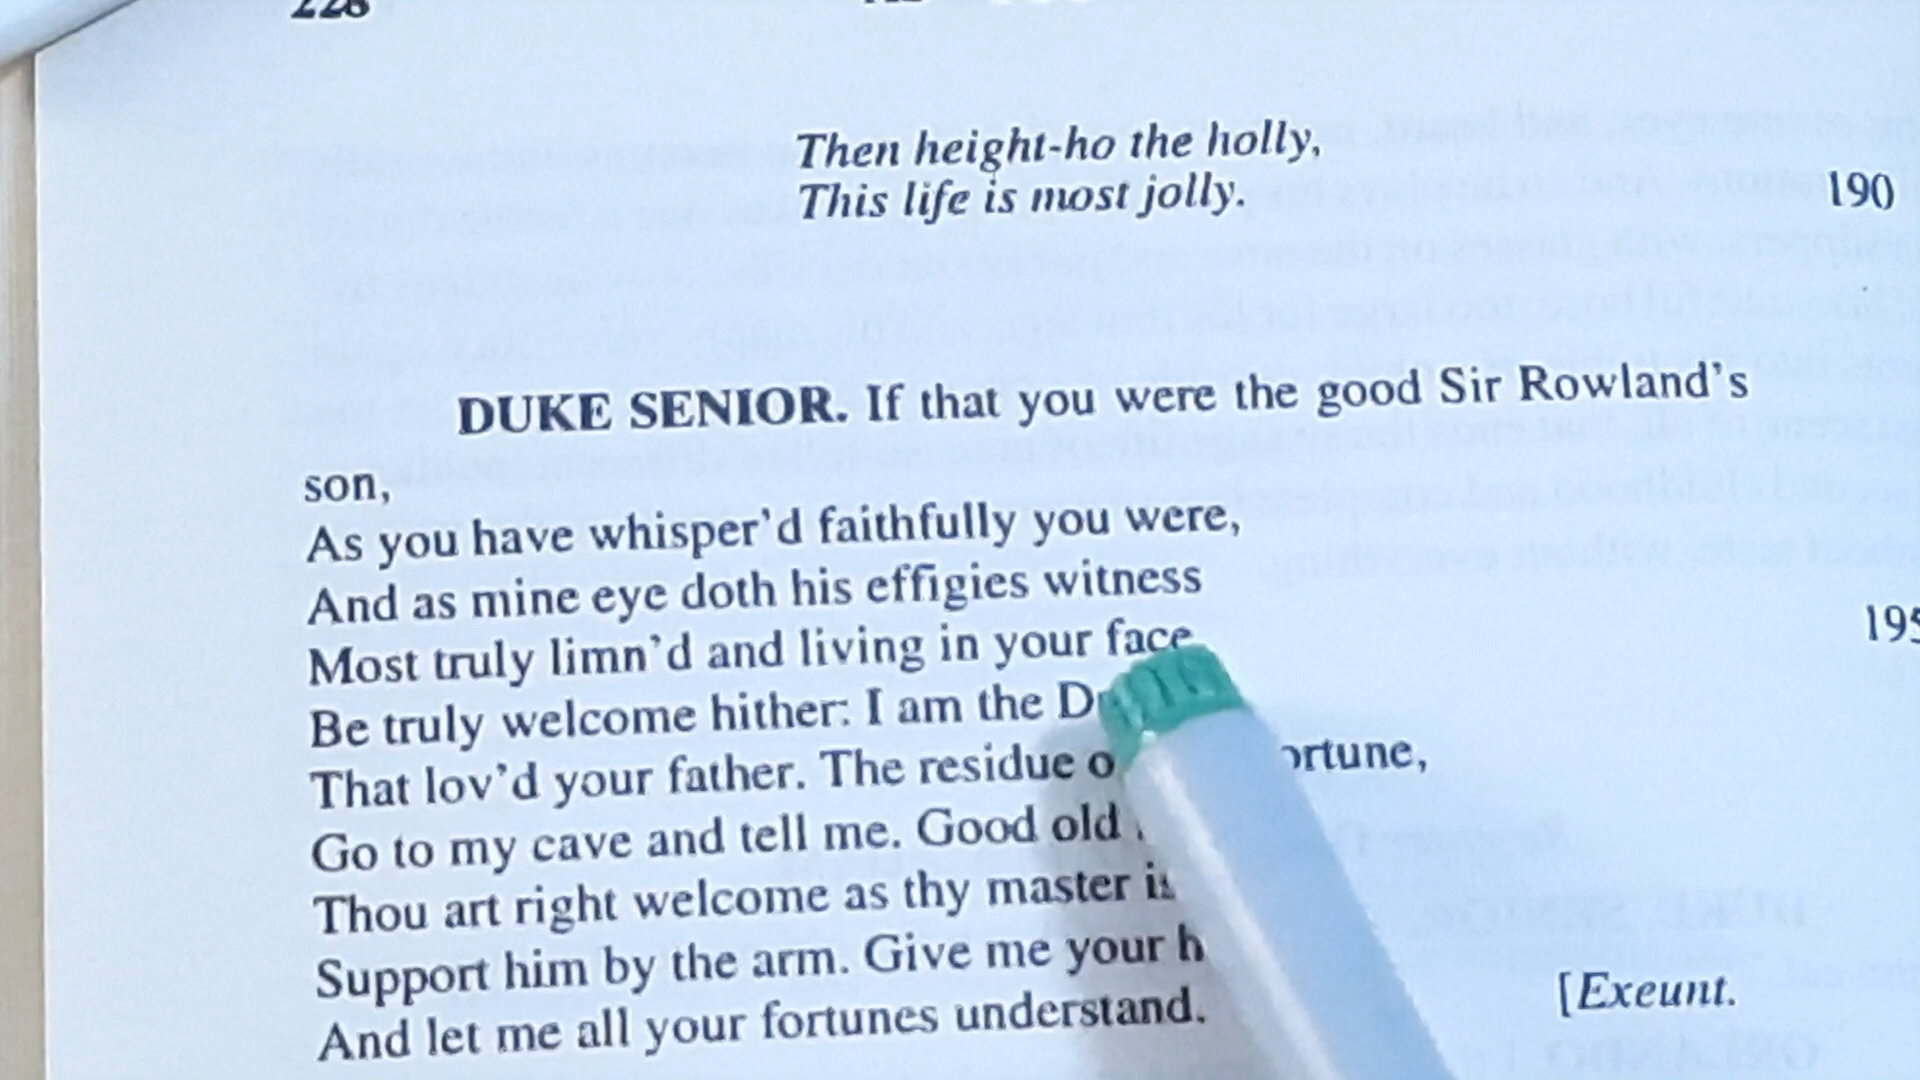 228
Then height-ho the holly,
This life is most jolly.
190
DUKE SENIOR. If that you were the good Sir Rowland's
son,
As you have whisper'd faithfully you were,
And as mine eye doth his effigies witness
Most truly limn'd and living in your face
195
Be truly welcome hither: I am the
That lov'd your father. The residue
Go to my cave and tell me. Good old
Thou art right welcome as thy master is
Support him by the arm. Give me your
And let me all your fortunes understand.
[Exeunt.